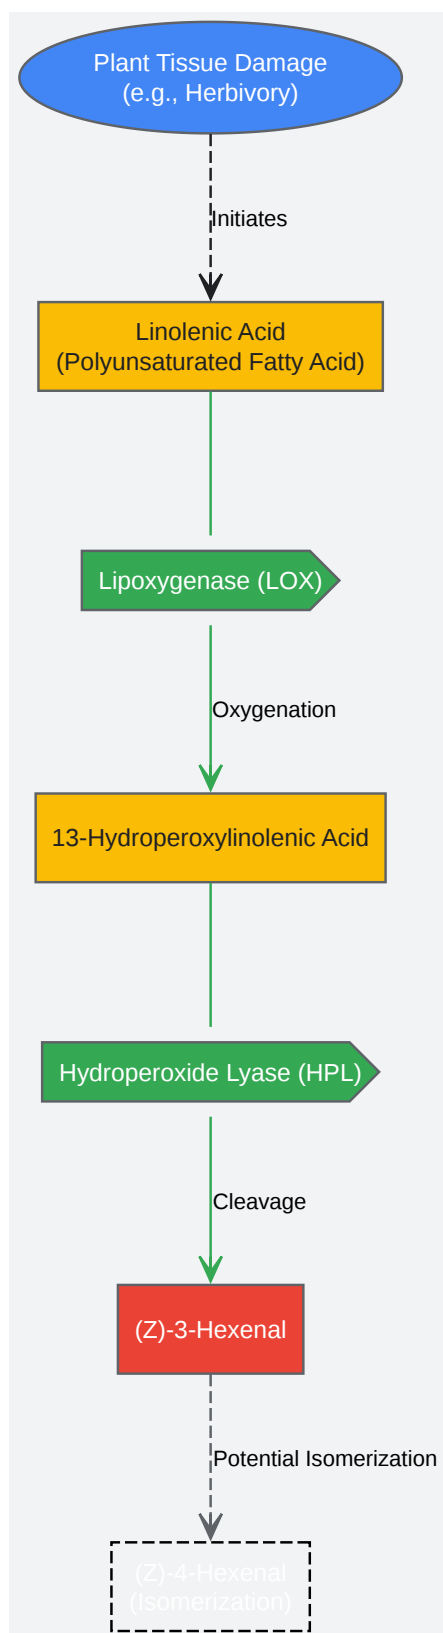 Plant Tissue Damage
(e.g., Herbivory)
Initiates
Linolenic Acid
(Polyunsaturated Fatty Acid)
Lipoxygenase (LOX)
Oxygenation
13-Hydroperoxylinolenic Acid
Hydroperoxide Lyase (HPL)
Cleavage
(Z)-3-Hexenal
Potential Isomerization
(Z)-4-Hexenal
(Isomerization)